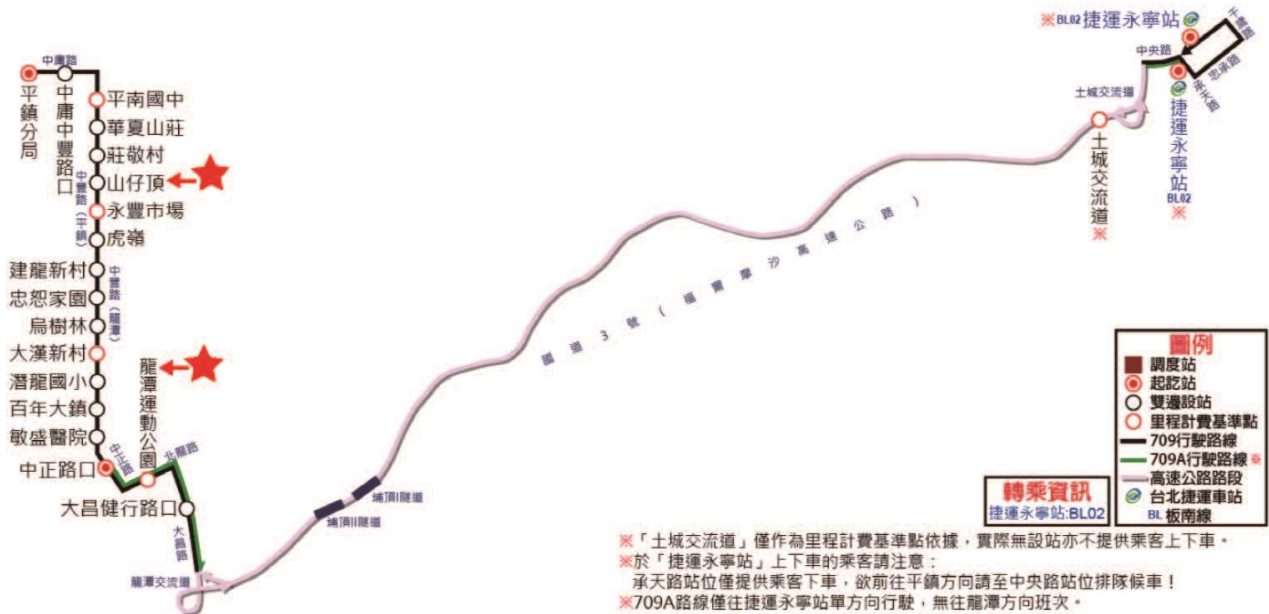 ※BL02捷運永寧站
千歲路
中央路
忠承路
承天路
土城交流道
捷運永寧站
BL02
※
土城交流道※
中庸路
平鎮分局
中庸中豐路口
平南國中
華夏山莊
莊敬村
山仔頂
中豐路(平鎮)
永豐市場
虎嶺
建龍新村
中豐路(龍潭)
忠恕家園
烏樹林
大漢新村
龍潭運動公園
潛龍國小
百年大鎮
敏盛醫院
中正路口
中正路
北龍路
大昌健行路口
大昌路
龍潭交流道
埔頂I隧道
埔頂II隧道
國道3號(福爾摩沙高速公路)
圖例
調度站
起訖站
雙邊設站
里程計費基準點
709行駛路線
709A行駛路線※
高速公路路段
台北捷運車站
BL 板南線
轉乘資訊
捷運永寧站:BL02
※「土城交流道」僅作為里程計費基準點依據，實際無設站亦不提供乘客上下車。
※於「捷運永寧站」上下車的乘客請注意：
承天路站位僅提供乘客下車，欲前往平鎮方向請至中央路站位排隊候車！
※709A路線僅往捷運永寧站單方向行駛，無往龍潭方向班次。